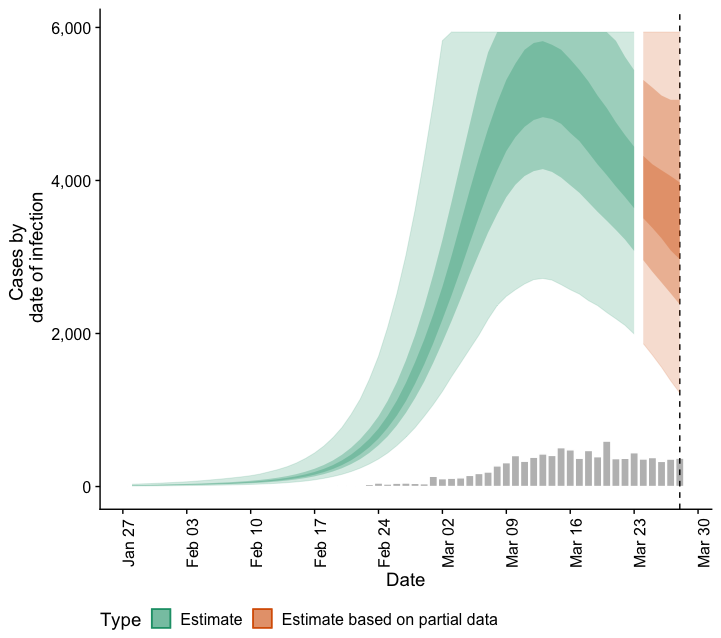 6,000
4,000
2,000
0
Cases by
date of infection
Jan 27
Feb 03
Feb 10
Feb 17
Feb 24
Mar 02
Mar 09
Mar 16
Mar 23
Mar 30
Date
Type Estimate Estimate based on partial data